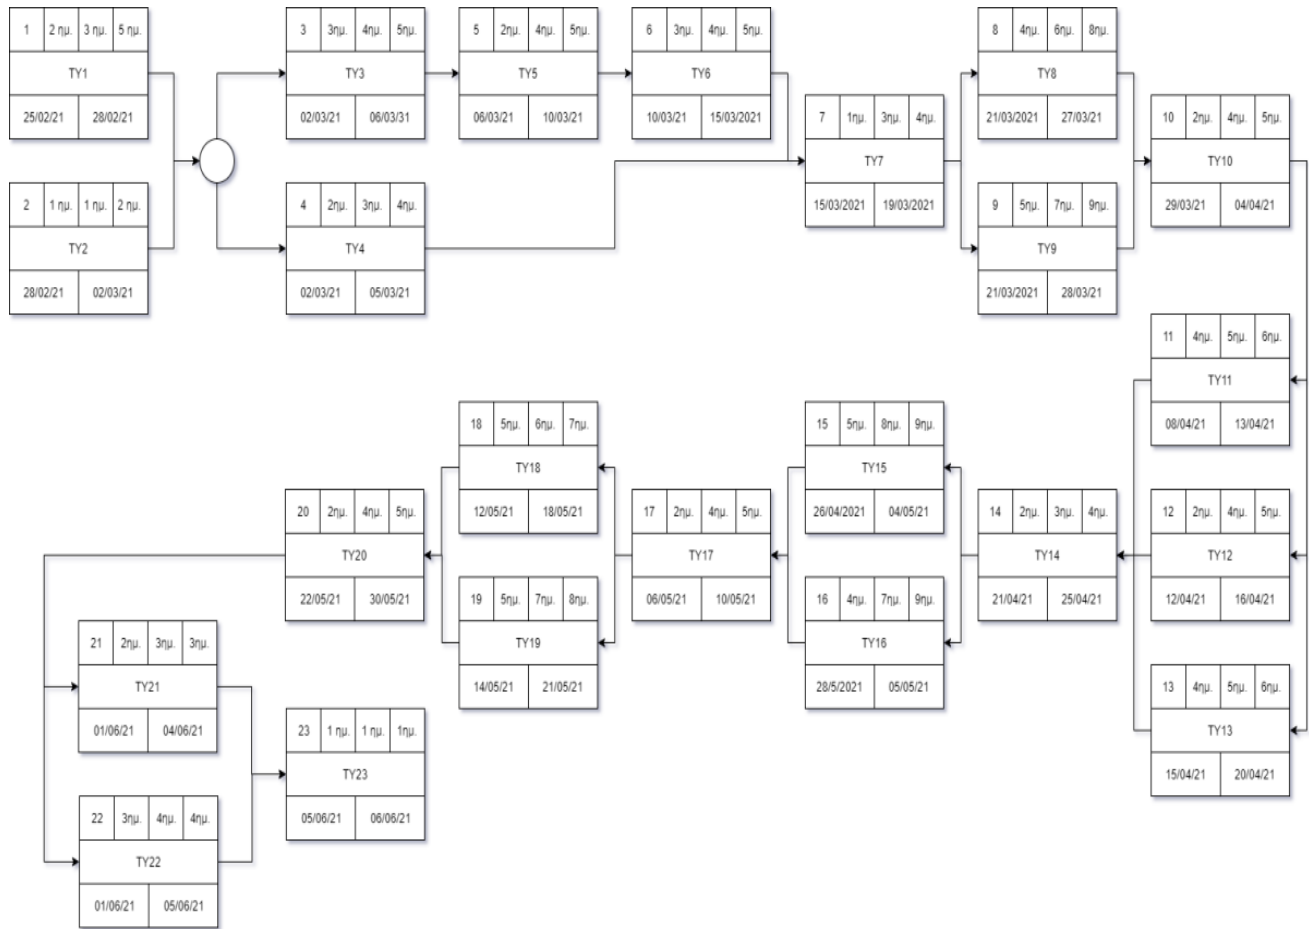 1 2 ημ. 3 ημ. 5 ημ.
TY1
25/02/21 28/02/21
2 1 ημ. 1 ημ. 2 ημ.
TY2
28/02/21 02/03/21
3 3ημ. 4ημ. 5ημ.
TY3
02/03/21 06/03/31
4 2ημ. 3ημ. 4ημ.
TY4
02/03/21 05/03/21
5 2ημ. 4ημ. 5ημ.
TY5
06/03/21 10/03/21
6 3ημ. 4ημ. 5ημ.
TY6
10/03/21 15/03/2021
7 1ημ. 3ημ. 4ημ.
TY7
15/03/2021 19/03/2021
8 4ημ. 6ημ. 8ημ.
TY8
21/03/2021 27/03/21
9 5ημ. 7ημ. 9ημ.
TY9
21/03/2021 28/03/21
10 2ημ. 4ημ. 5ημ.
TY10
29/03/21 04/04/21
11 4ημ. 5ημ. 6ημ.
TY11
08/04/21 13/04/21
12 2ημ. 4ημ. 5ημ.
TY12
12/04/21 16/04/21
13 4ημ. 5ημ. 6ημ.
TY13
15/04/21 20/04/21
14 2ημ. 3ημ. 4ημ.
TY14
21/04/21 25/04/21
15 5ημ. 8ημ. 9ημ.
TY15
26/04/2021 04/05/21
16 4ημ. 7ημ. 9ημ.
TY16
28/5/2021 05/05/21
17 2ημ. 4ημ. 5ημ.
TY17
06/05/21 10/05/21
18 5ημ. 6ημ. 7ημ.
TY18
12/05/21 18/05/21
19 5ημ. 7ημ. 8ημ.
TY19
14/05/21 21/05/21
20 2ημ. 4ημ. 5ημ.
TY20
22/05/21 30/05/21
21 2ημ. 3ημ. 3ημ.
TY21
01/06/21 04/06/21
22 3ημ. 4ημ. 4ημ.
TY22
01/06/21 05/06/21
23 1 ημ. 1 ημ. 1ημ.
TY23
05/06/21 06/06/21